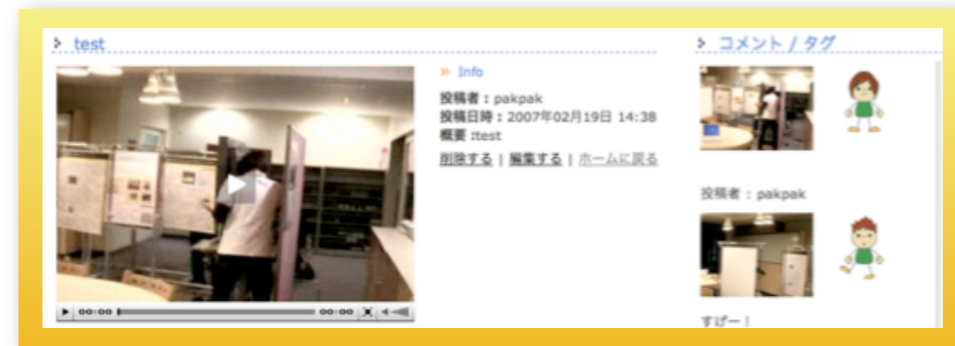 test
Info
投稿者：pakpak
投稿日時：2007年02月19日 14:38
概要 :test
削除する | 編集する | ホームに戻る
00:00 00:00
コメント / タグ
投稿者 : pakpak
すげー！